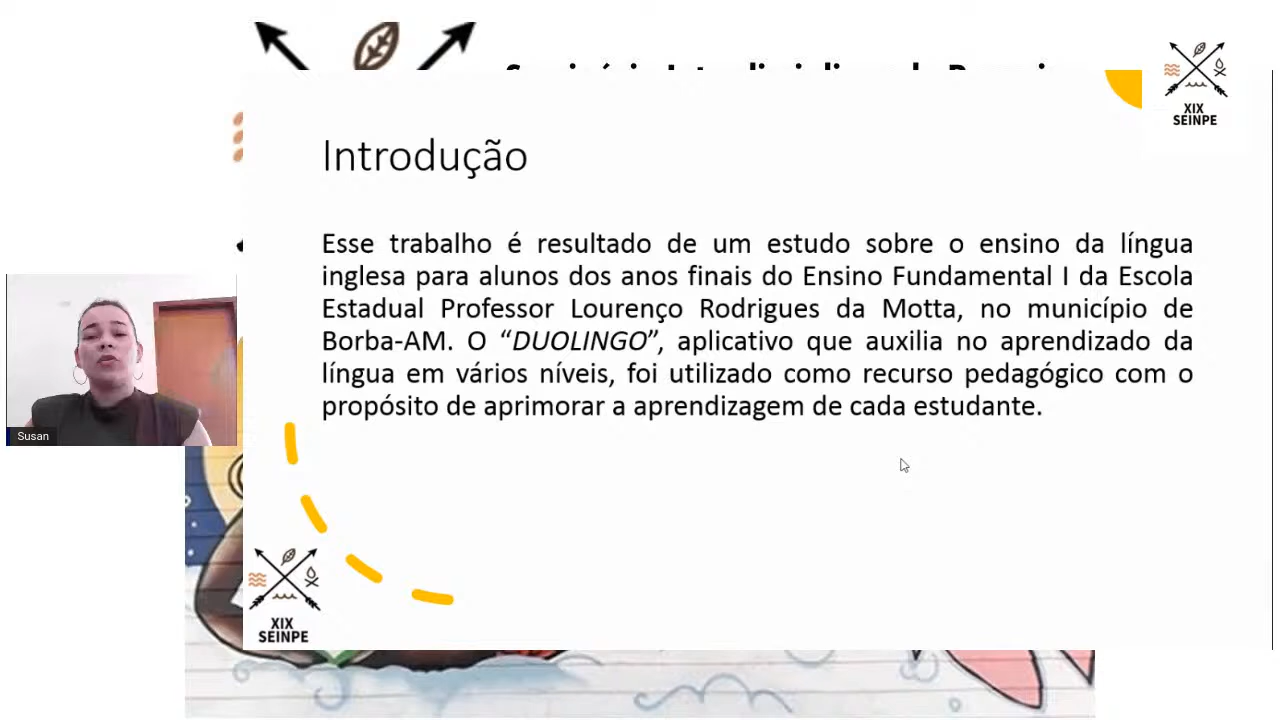 XIX
SEINPE
Introdução
Esse trabalho é resultado de um estudo sobre o ensino da língua
inglesa para alunos dos anos finais do Ensino Fundamental I da Escola
Estadual Professor Lourenço Rodrigues da Motta, no município de
Borba-AM. O “DUOLINGO”, aplicativo que auxilia no aprendizado da
língua em vários níveis, foi utilizado como recurso pedagógico com o
propósito de aprimorar a aprendizagem de cada estudante.
Susan
XIX
SEINPE